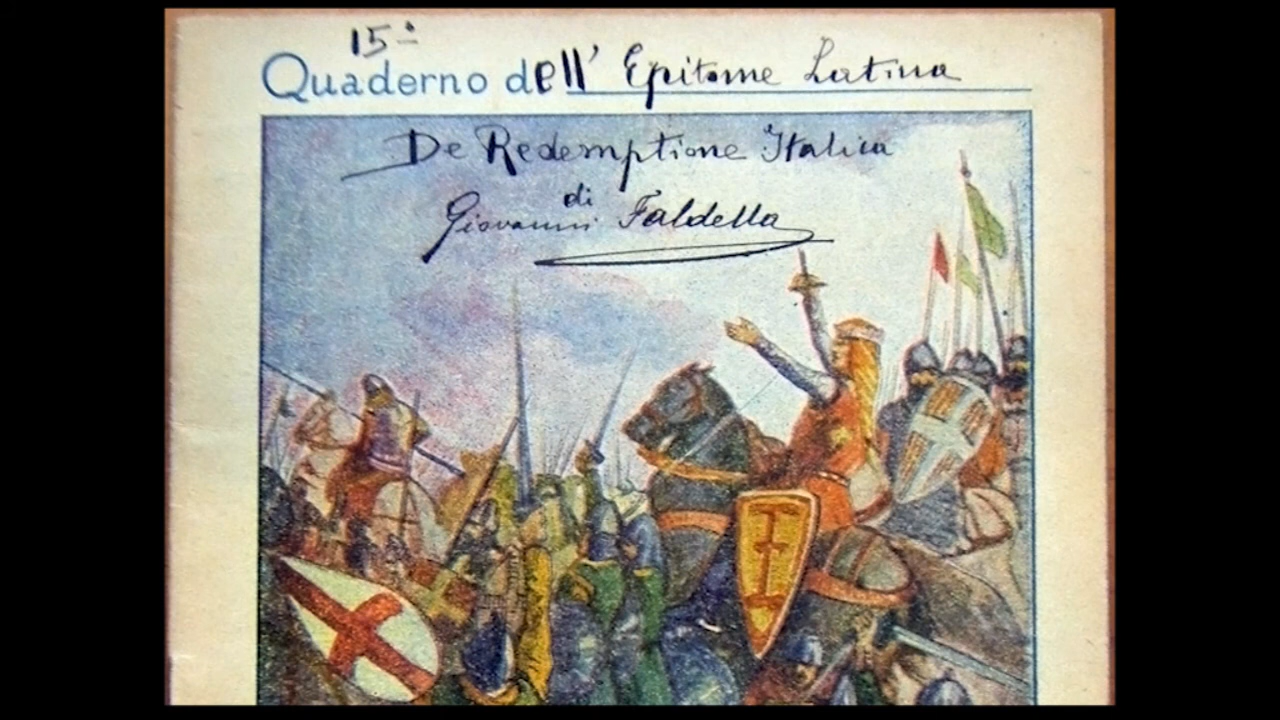 15°
Quaderno dell' Epitome Latina
De Redemptione Italica
di
Giovanni Faldella